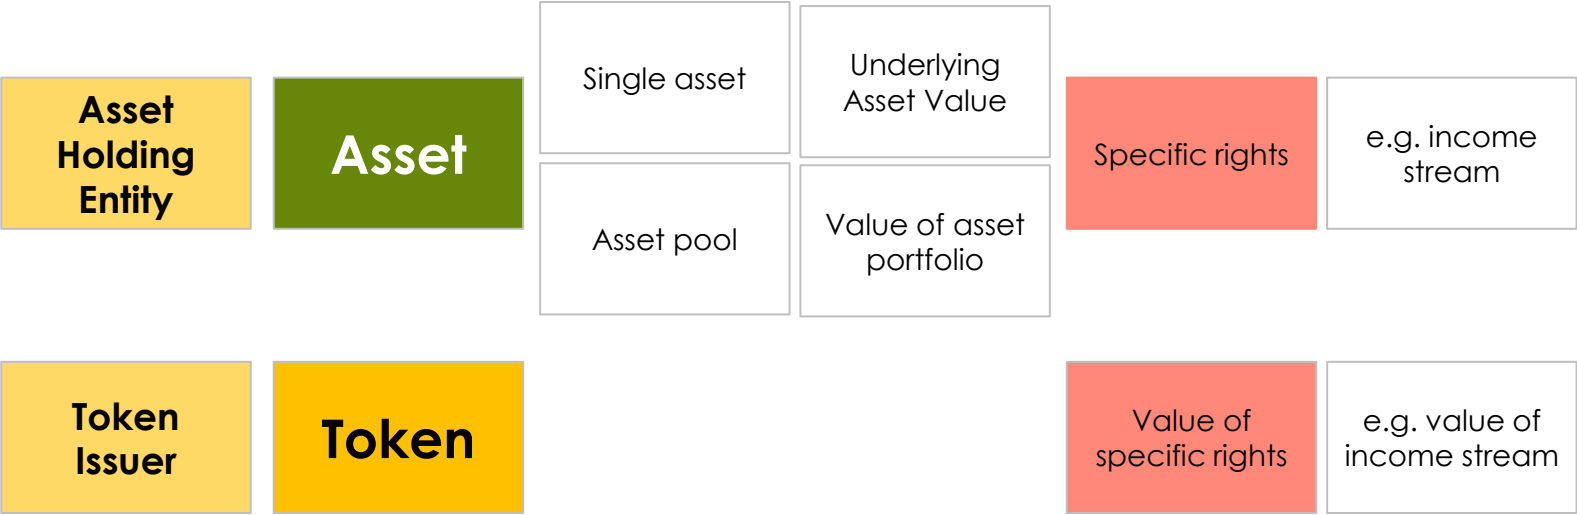 Asset
Holding
Entity
Asset
Single asset
Underlying
Asset Value
Asset pool
Value of asset
portfolio
Specific rights
e.g. income
stream
Token
Issuer
Token
Value of
specific rights
e.g. value of
income stream